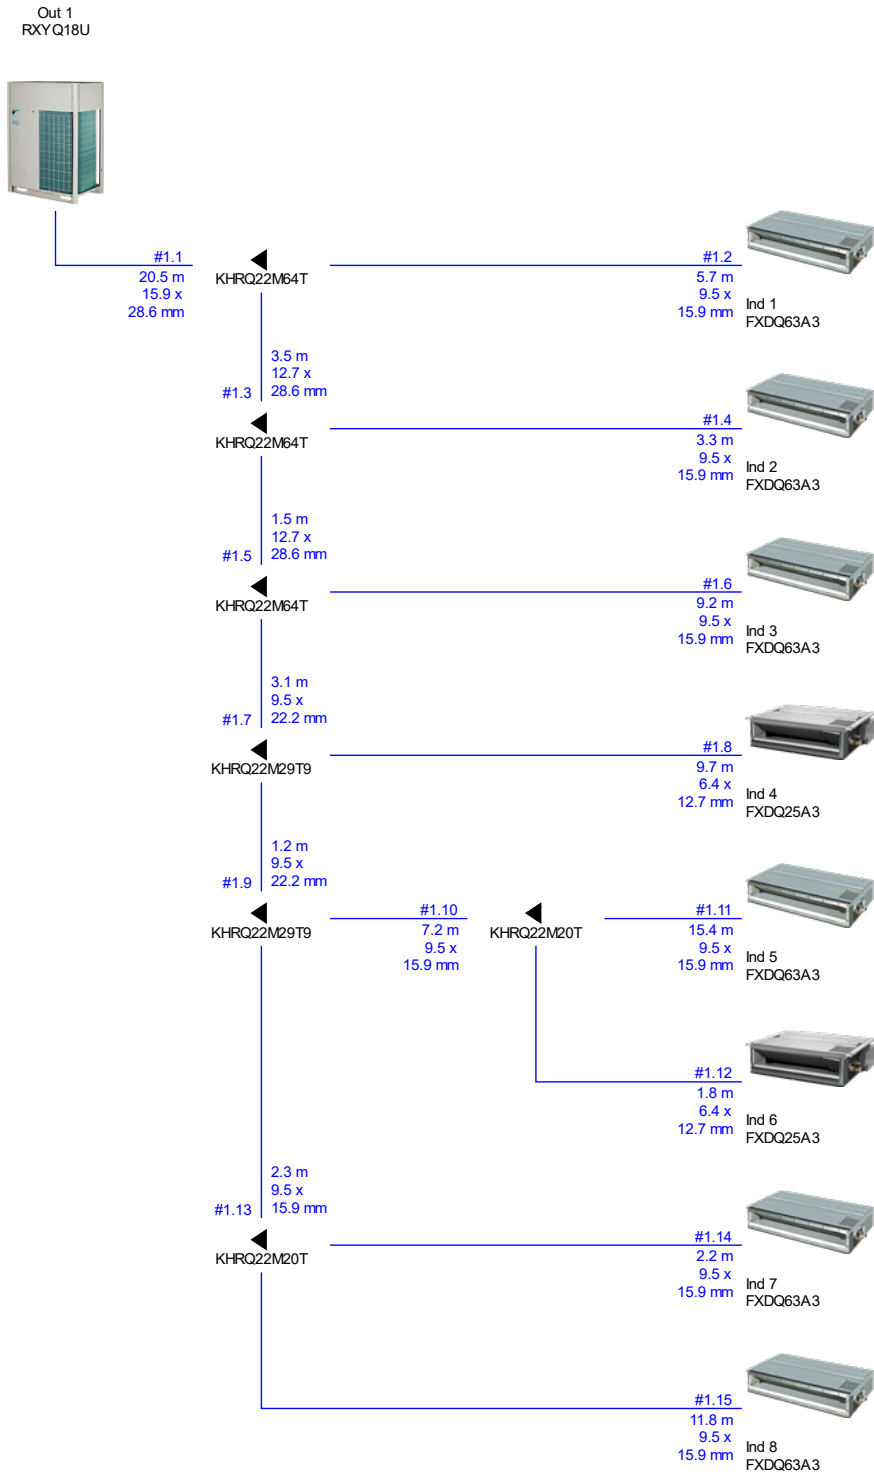 Out 1
RXYQ18U
#1.1
20.5 m
15.9 x
28.6 mm
KHRQ22M64T
#1.2
5.7 m
9.5 x
15.9 mm
Ind 1
FXDQ63A3
3.5 m
12.7 x
#1.3 28.6 mm
KHRQ22M64T
#1.4
3.3 m
9.5 x
15.9 mm
Ind 2
FXDQ63A3
1.5 m
12.7 x
#1.5 28.6 mm
KHRQ22M64T
#1.6
9.2 m
9.5 x
15.9 mm
Ind 3
FXDQ63A3
3.1 m
9.5 x
#1.7 22.2 mm
KHRQ22M29T9
#1.8
9.7 m
6.4 x
12.7 mm
Ind 4
FXDQ25A3
1.2 m
9.5 x
#1.9 22.2 mm
KHRQ22M29T9
#1.10
7.2 m
9.5 x
15.9 mm
KHRQ22M20T
#1.11
15.4 m
9.5 x
15.9 mm
Ind 5
FXDQ63A3
#1.12
1.8 m
6.4 x
12.7 mm
Ind 6
FXDQ25A3
2.3 m
9.5 x
#1.13 15.9 mm
KHRQ22M20T
#1.14
2.2 m
9.5 x
15.9 mm
Ind 7
FXDQ63A3
#1.15
11.8 m
9.5 x
15.9 mm
Ind 8
FXDQ63A3